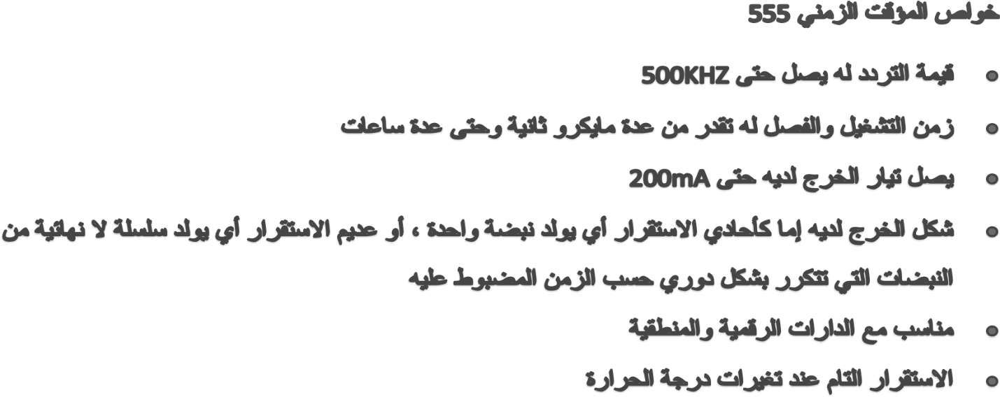 خواص المؤقت الزمني 555
• قيمة التردد له يصل حتى 500KHZ
• زمن التشغيل والفصل له تقدر من عدة مايكرو ثانية وحتى عدة ساعات
• يصل تيار الخرج لديه حتى 200mA
• شكل الخرج لديه إما كأحادي الاستقرار أي يولد نبضة واحدة ، أو عديم الاستقرار أي يولد سلسلة لا نهائية من
النبضات التي تتكرر بشكل دوري حسب الزمن المضبوط عليه
• مناسب مع الدارات الرقمية والمنطقية
• الاستقرار التام عند تغيرات درجة الحرارة